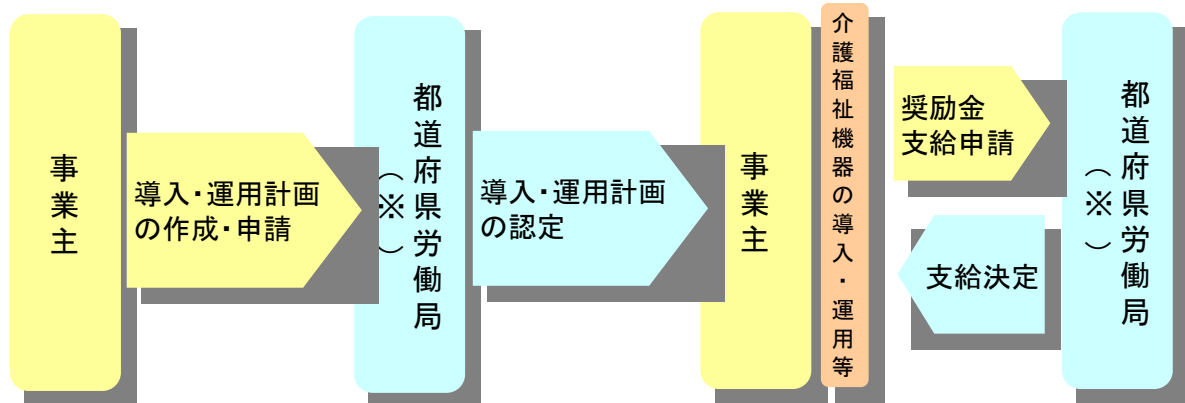 事業主
導入・運用計画
の作成・申請
都道府県労働局
（※）
導入・運用計画
の認定
事業主
介護福祉機器の導入・運用等
奨励金
支給申請
支給決定
都道府県労働局
（※）